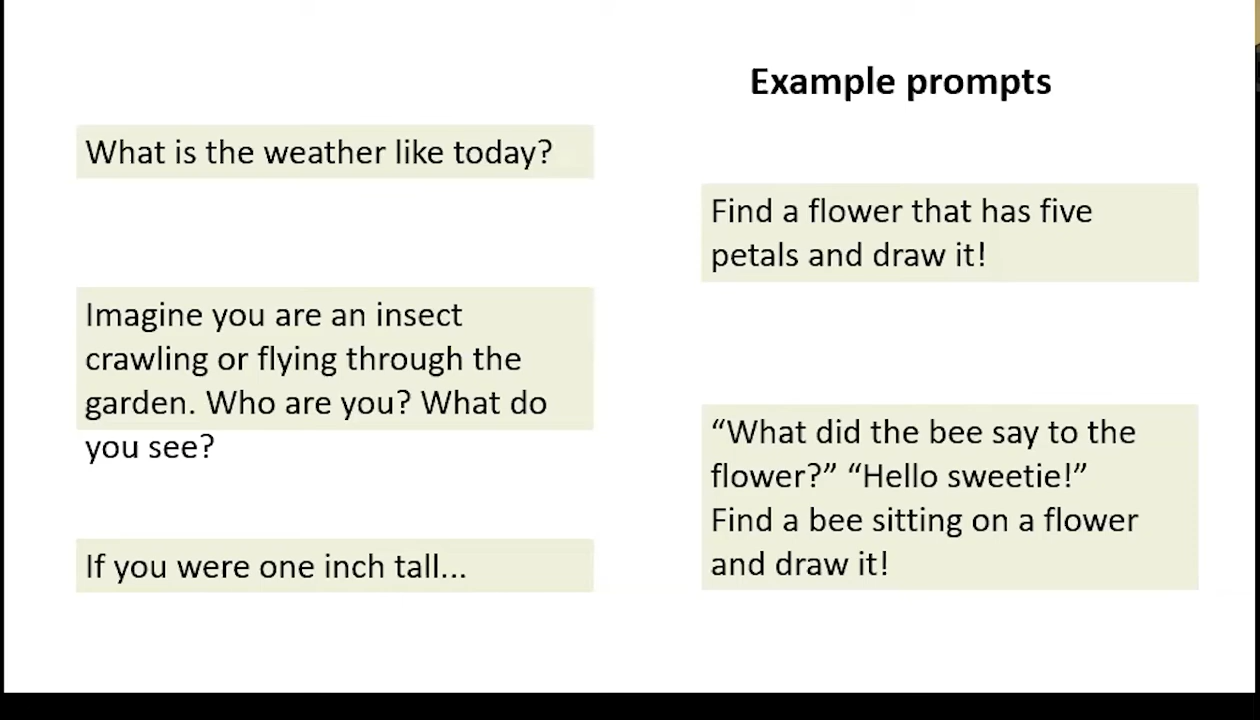 Example prompts
What is the weather like today?
Imagine you are an insect
crawling or flying through the
garden. Who are you? What do
you see?
If you were one inch tall...
Find a flower that has five
petals and draw it!
“What did the bee say to the
flower?” “Hello sweetie!”
Find a bee sitting on a flower
and draw it!